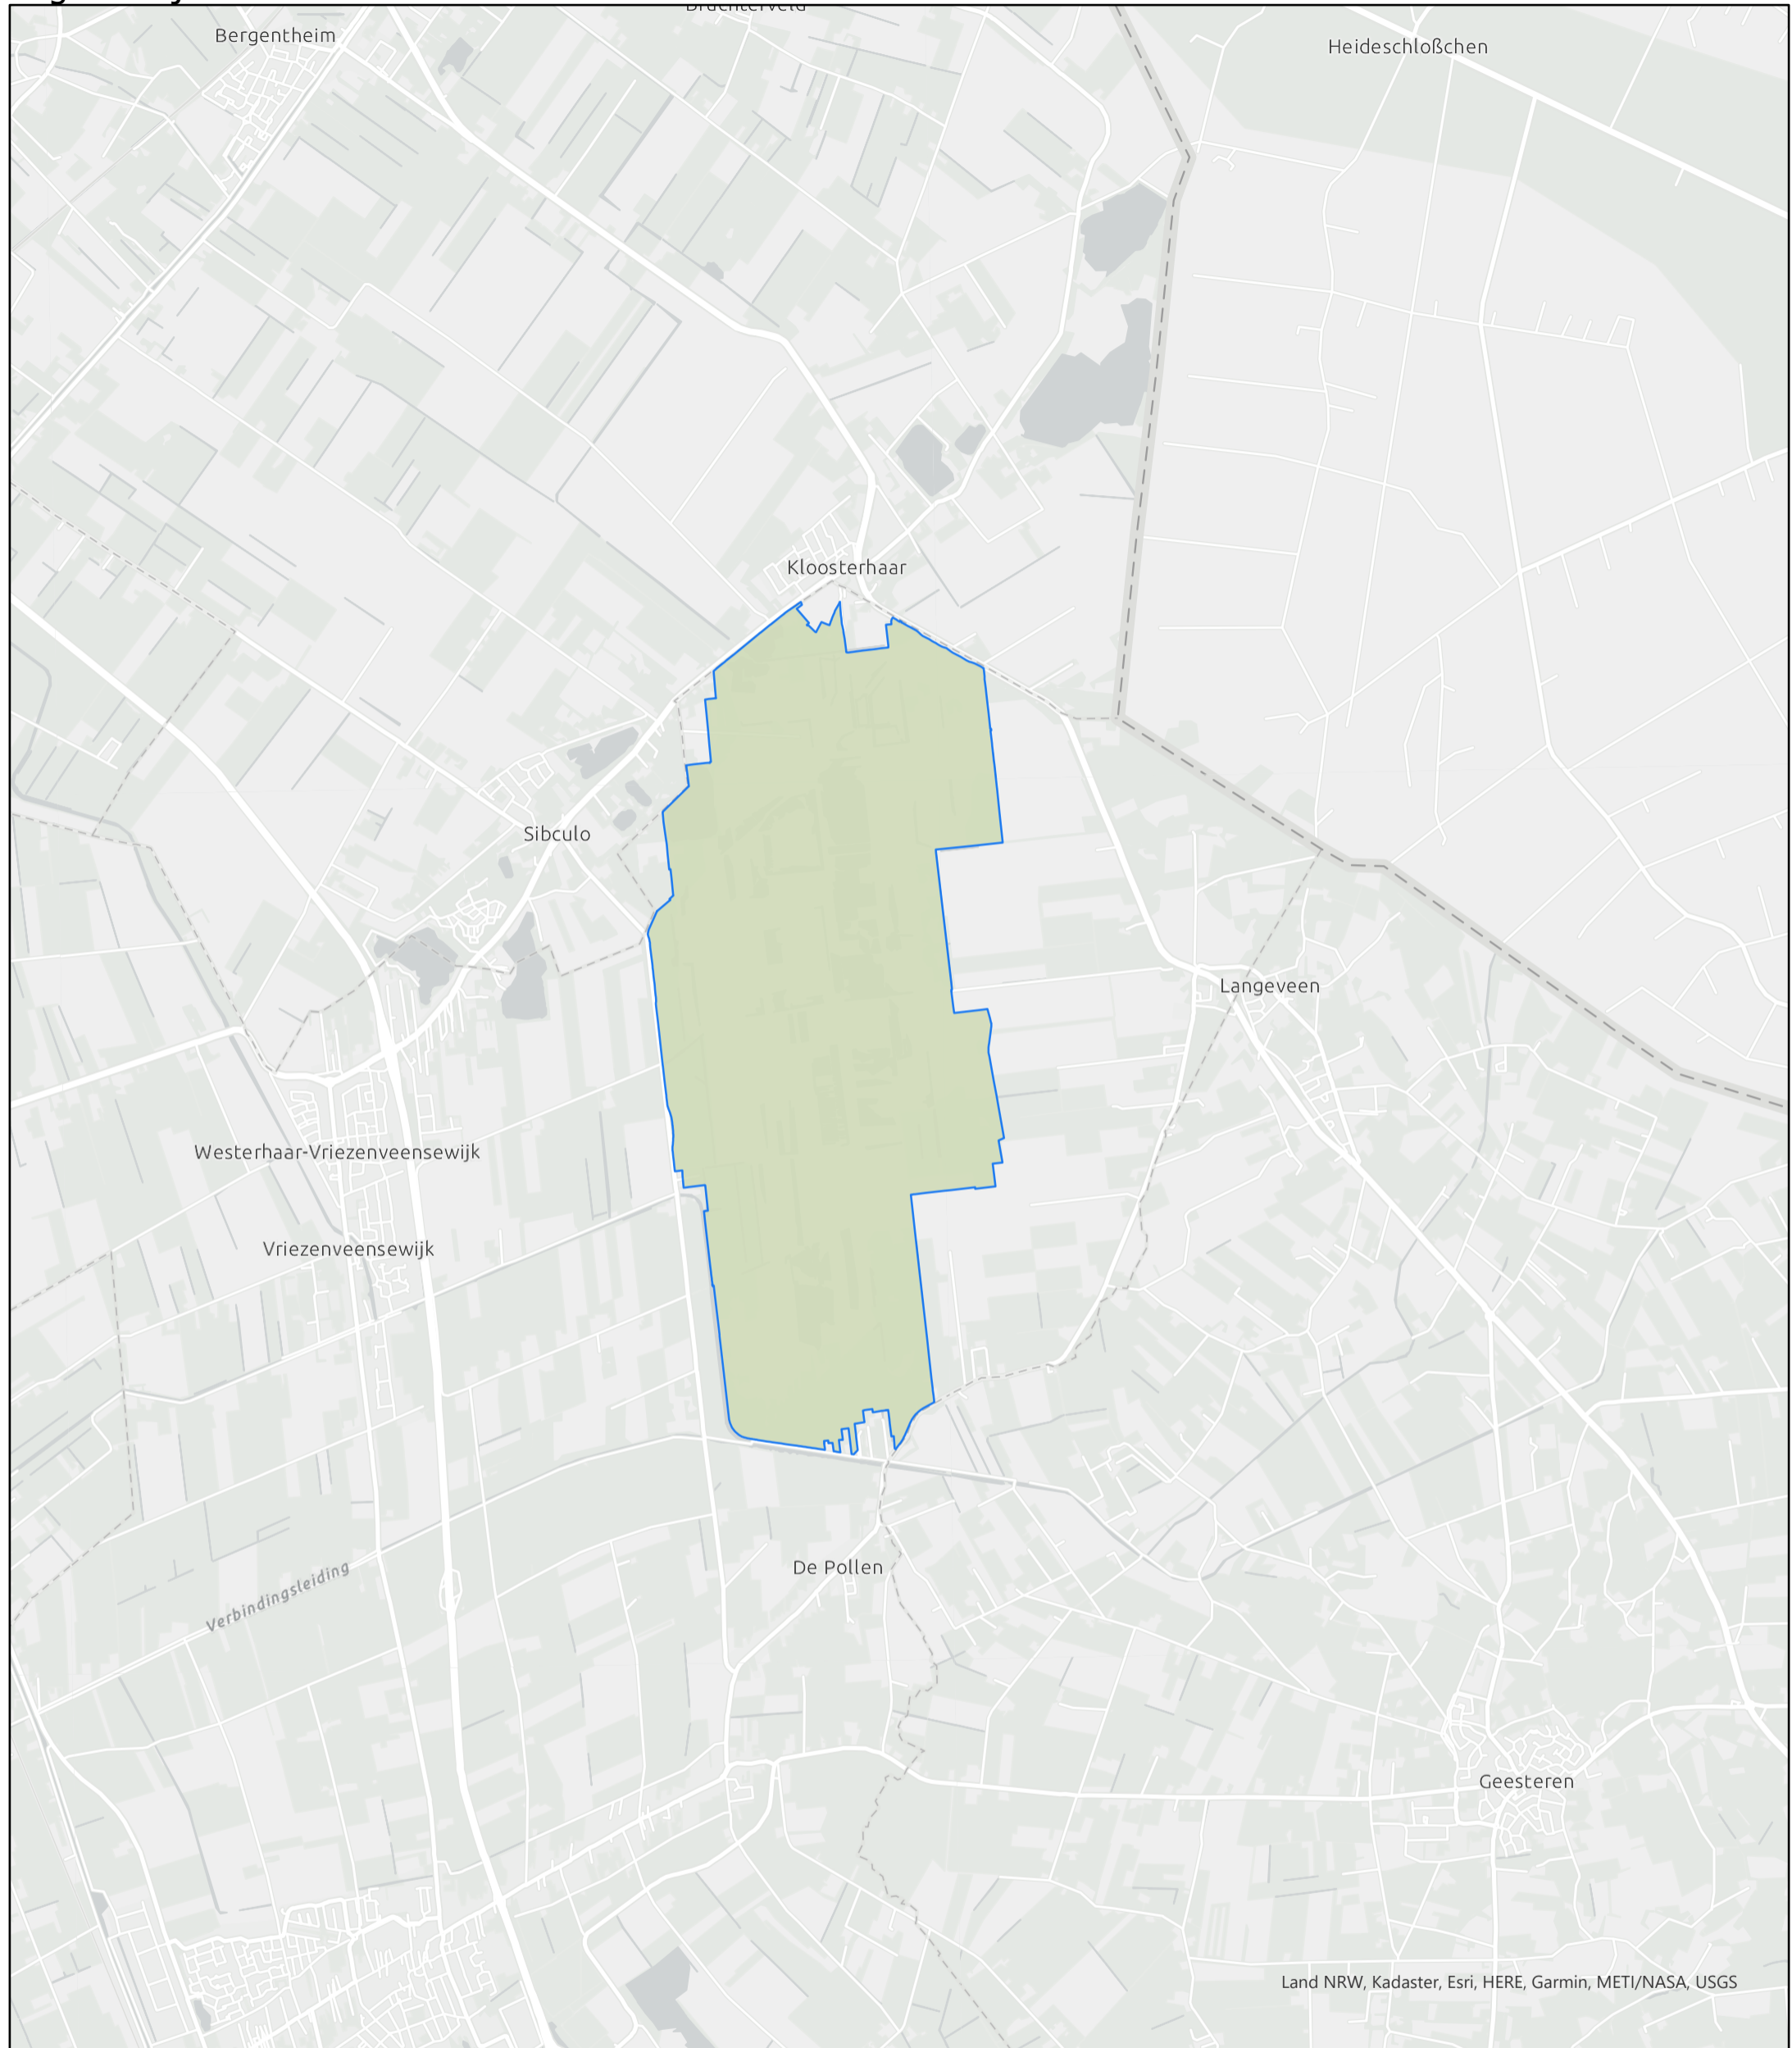 Bergentheim
Heideschloßchen
Kloosterhaar
Sibculo
Langeveen
Westerhaar-Vriezenveensewijk
Vriezenveensewijk
De Pollen
Verbindingsleiding
Geesteren
Land NRW, Kadaster, Esri, HERE, Garmin, METI/NASA, USGS